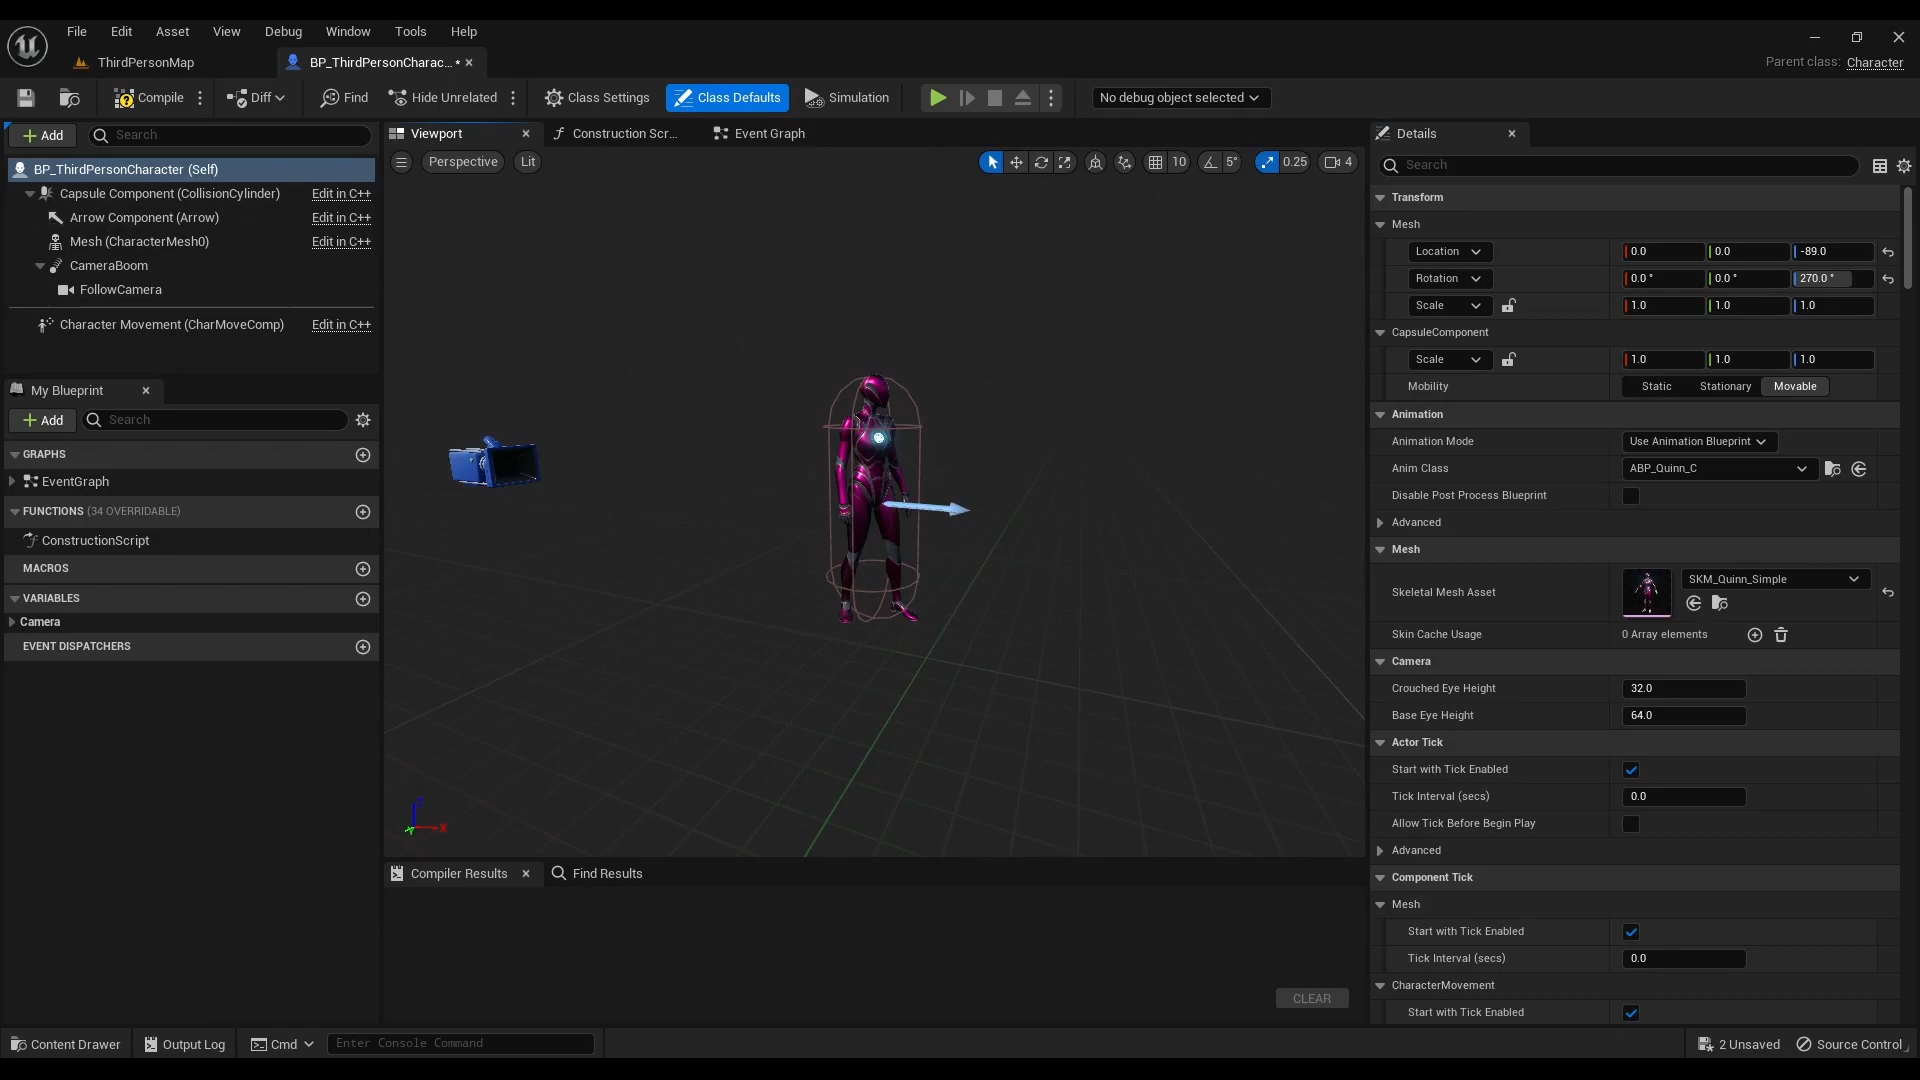 File Edit Asset View Debug Window Tools Help
ThirdPersonMap
BP_ThirdPersonCharac... •
Parent class: Character
Compile
Diff
Find
Hide Unrelated
Class Settings
Class Defaults
Simulation
No debug object selected
Add
Search
BP_ThirdPersonCharacter (Self)
Capsule Component (CollisionCylinder) Edit in C++
Arrow Component (Arrow) Edit in C++
Mesh (CharacterMesh0) Edit in C++
CameraBoom
FollowCamera
Character Movement (CharMoveComp) Edit in C++
My Blueprint
Add
Search
GRAPHS
EventGraph
FUNCTIONS (34 OVERRIDABLE)
ConstructionScript
MACROS
VARIABLES
Camera
EVENT DISPATCHERS
Viewport
Construction Scr...
Event Graph
Perspective
Lit
10
5°
0.25
4
X
Compiler Results
Find Results
CLEAR
Details
Search
Transform
Mesh
Location 0.0 0.0 -89.0
Rotation 0.0 ° 0.0 ° 270.0 °
Scale 1.0 1.0 1.0
CapsuleComponent
Scale 1.0 1.0 1.0
Mobility Static Stationary Movable
Animation
Animation Mode Use Animation Blueprint
Anim Class ABP_Quinn_C
Disable Post Process Blueprint
Advanced
Mesh
Skeletal Mesh Asset SKM_Quinn_Simple
Skin Cache Usage 0 Array elements
Camera
Crouched Eye Height 32.0
Base Eye Height 64.0
Actor Tick
Start with Tick Enabled
Tick Interval (secs) 0.0
Allow Tick Before Begin Play
Advanced
Component Tick
Mesh
Start with Tick Enabled
Tick Interval (secs) 0.0
CharacterMovement
Start with Tick Enabled
Content Drawer
Output Log
Cmd
Enter Console Command
2 Unsaved
Source Control